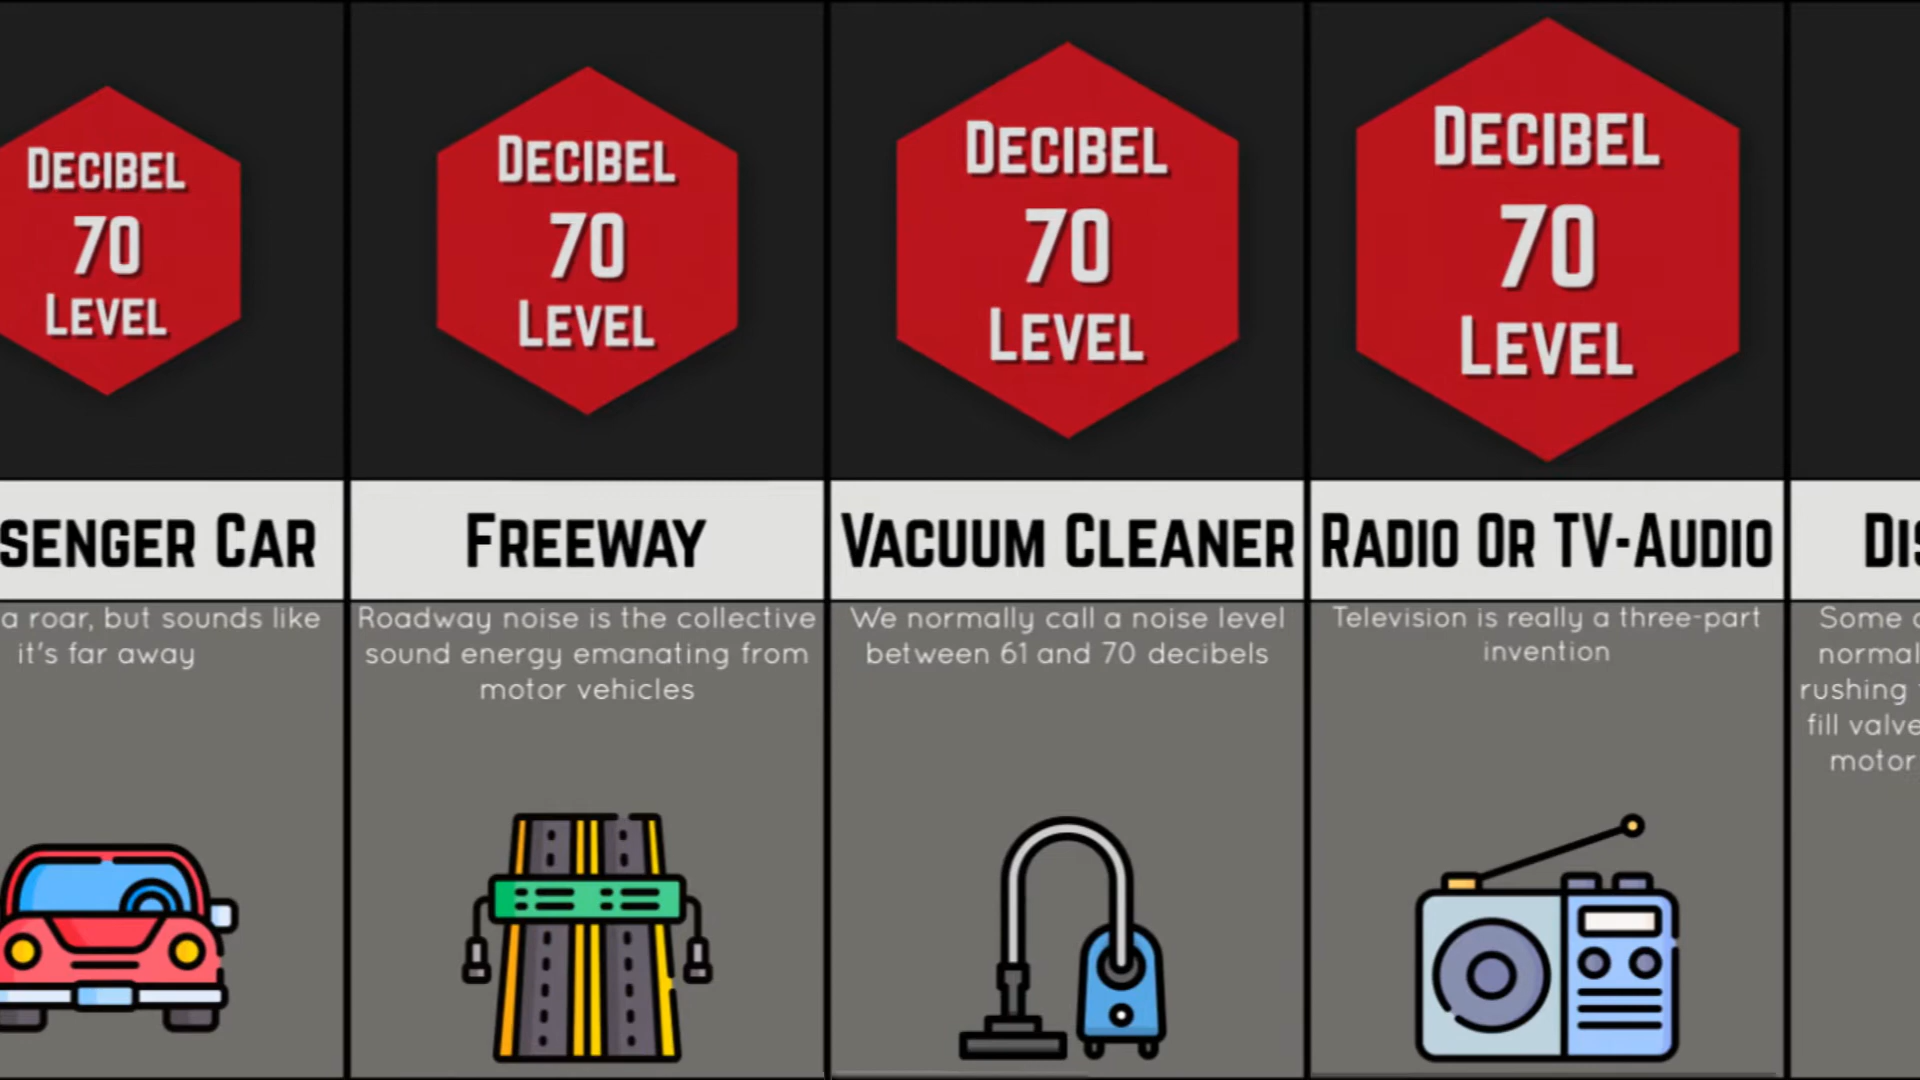 DECIBEL
70
LEVEL
DECIBEL
70
LEVEL
DECIBEL
70
LEVEL
DECIBEL
70
LEVEL
SENGER CAR
FREEWAY
VACUUM CLEANER
RADIO OR TV-AUDIO
DIS
a roar, but sounds like
it's far away
Roadway noise is the collective
sound energy emanating from
motor vehicles
We normally call a noise level
between 61 and 70 decibels
Television is really a three-part
invention
Some
normal
rushing
fill valve
motor